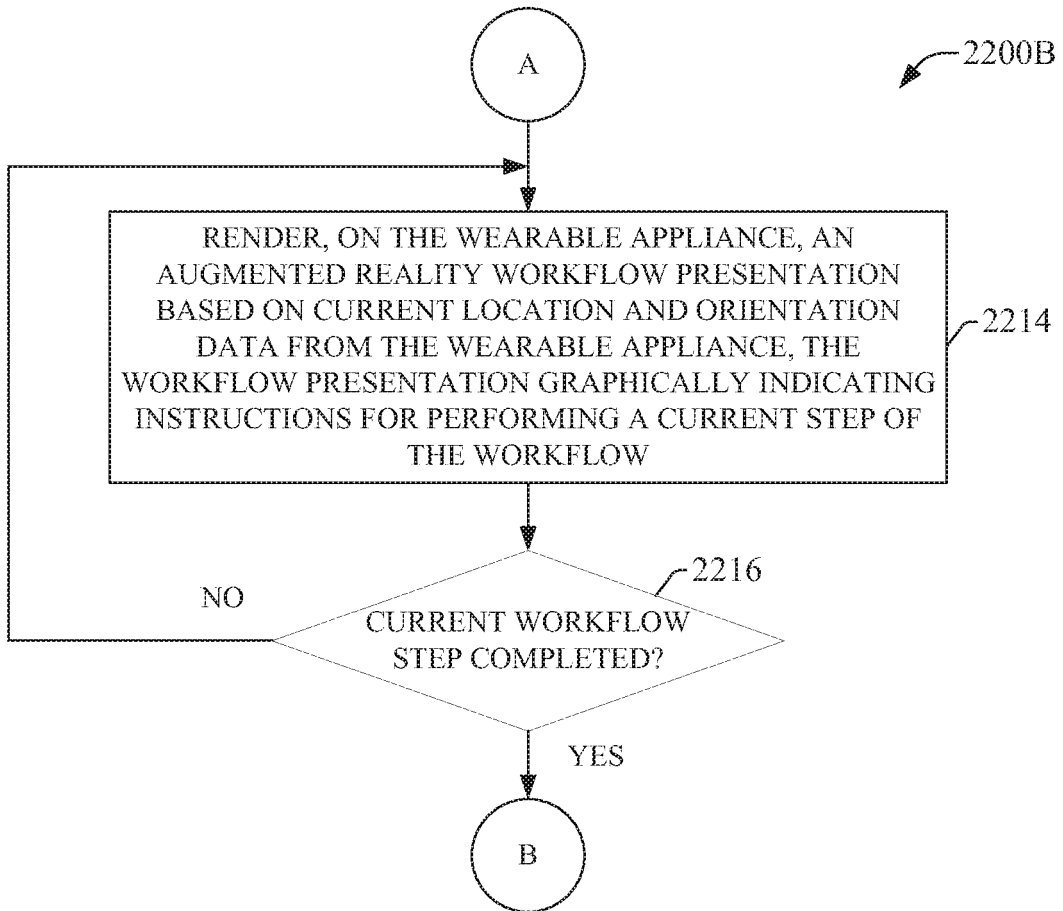 A
2200B
RENDER, ON THE WEARABLE APPLIANCE, AN
AUGMENTED REALITY WORKFLOW PRESENTATION
BASED ON CURRENT LOCATION AND ORIENTATION
DATA FROM THE WEARABLE APPLIANCE, THE
WORKFLOW PRESENTATION GRAPHICALLY INDICATING
INSTRUCTIONS FOR PERFORMING A CURRENT STEP OF
THE WORKFLOW
2214
2216
NO
CURRENT WORKFLOW
STEP COMPLETED?
YES
B